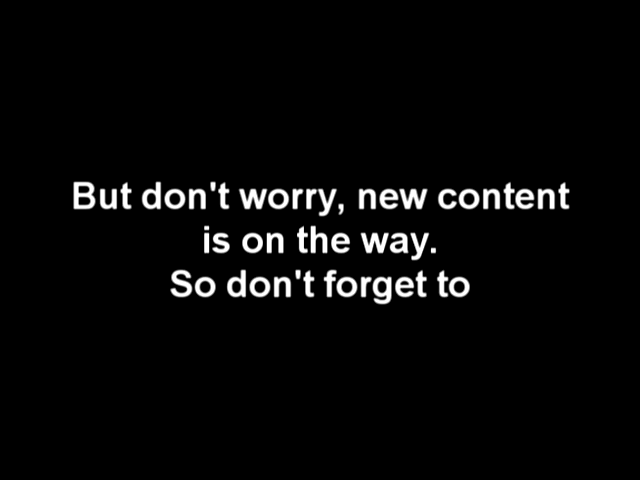 But don't worry, new content
is on the way.
So don't forget to